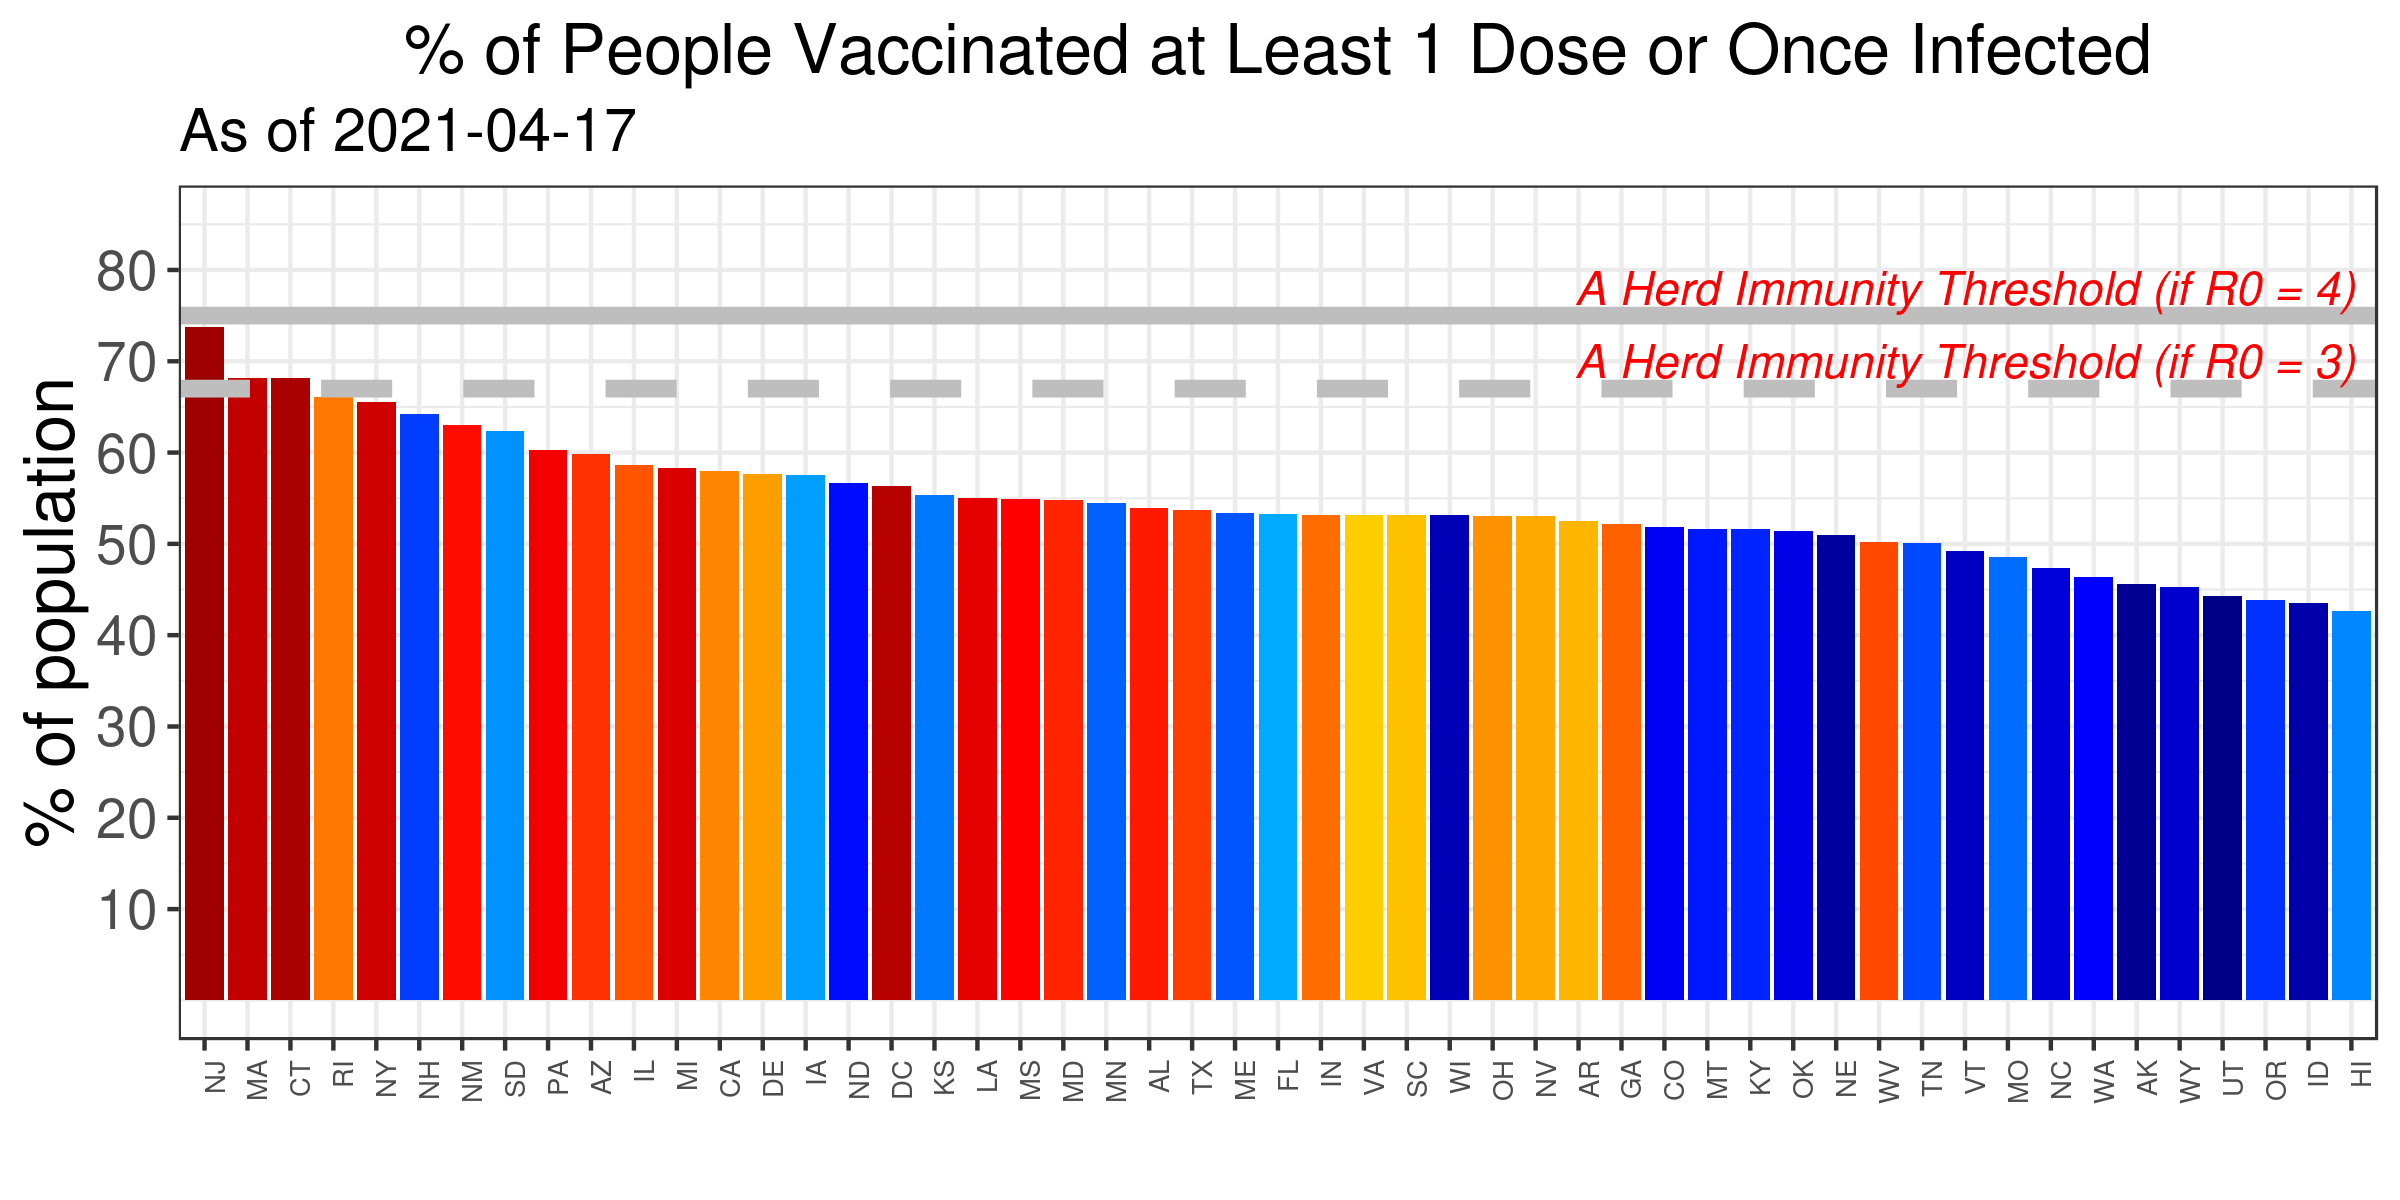 % of People Vaccinated at Least 1 Dose or Once Infected
As of 2021-04-17
% of population
80
70
60
50
40
30
20
10
A Herd Immunity Threshold (if R0 = 4)
A Herd Immunity Threshold (if R0 = 3)
NJ MA CT RI NY NH NM SD PA AZ IL MI CA DE IA ND DC KS LA MS MD MN AL TX ME FL IN VA SC WI OH NV AR GA CO MT KY OK NE WV TN VT MO NC WA AK WY UT OR ID HI